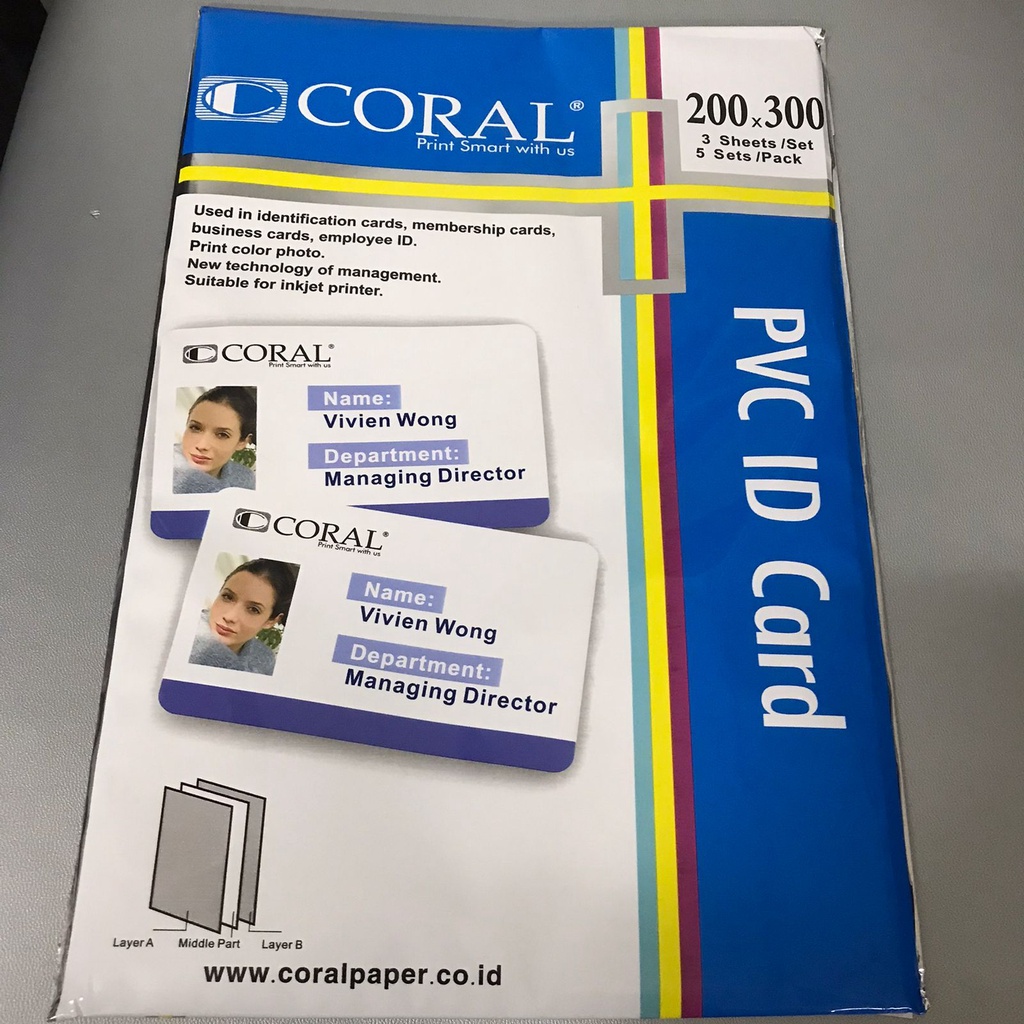 CORAL®
Print Smart with us
200x300
3 Sheets /Set
5 Sets /Pack
Used in identification cards, membership cards,
business cards, employee ID.
Print color photo.
New technology of management.
Suitable for inkjet printer.
PVC ID Card
CORAL®
Print Smart with us
Name:
Vivien Wong
Department:
Managing Director
CORAL®
Print Smart with us
Name:
Vivien Wong
Department:
Managing Director
Layer A Middle Part Layer B
www.coralpaper.co.id